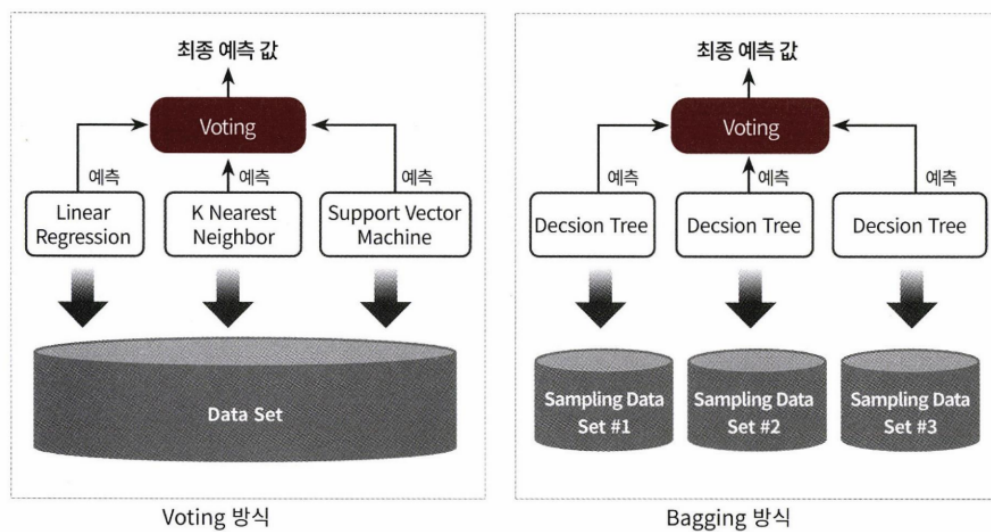 최종 예측 값
Voting
예측
예측
예측
Linear
Regression
K Nearest
Neighbor
Support Vector
Machine
Data Set
Voting 방식
최종 예측 값
Voting
예측
예측
예측
Decsion Tree
Decsion Tree
Decsion Tree
Sampling Data
Set #1
Sampling Data
Set #2
Sampling Data
Set #3
Bagging 방식